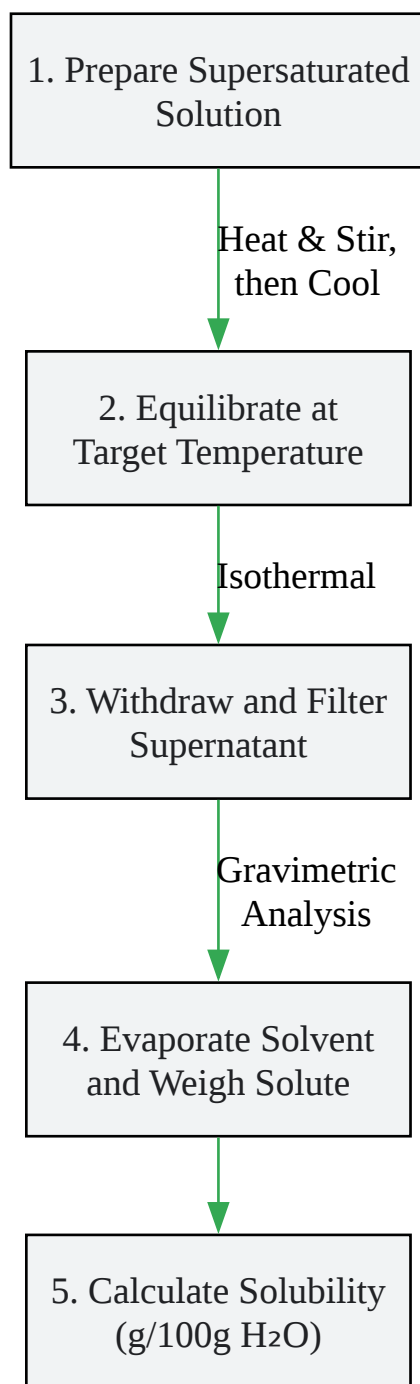 1. Prepare Supersaturated
Solution
Heat & Stir,
then Cool
2. Equilibrate at
Target Temperature
Isothermal
3. Withdraw and Filter
Supernatant
Gravimetric
Analysis
4. Evaporate Solvent
and Weigh Solute
5. Calculate Solubility
(g/100g H₂O)